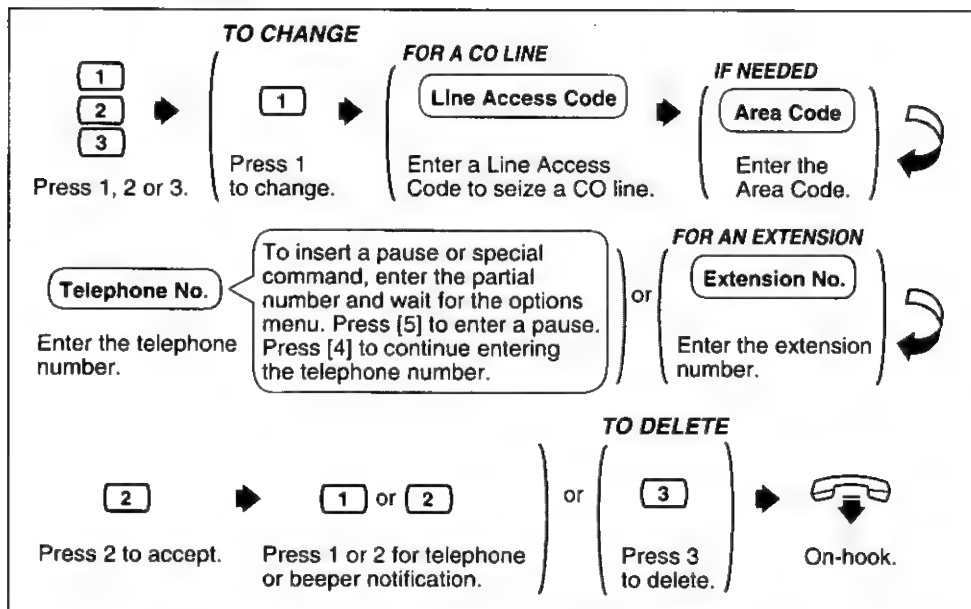 TO CHANGE
FOR A CO LINE
IF NEEDED
1
2
3
1
Line Access Code
Area Code
Press 1, 2 or 3.
Press 1
to change.
Enter a Line Access
Code to seize a CO line.
Enter the
Area Code.
Telephone No.
To insert a pause or special
command, enter the partial
number and wait for the options
menu. Press [5] to enter a pause.
Press [4] to continue entering
the telephone number.
Enter the telephone
number.
or
FOR AN EXTENSION
Extension No.
Enter the extension
number.
TO DELETE
2
1 or 2
or
3
Press 2 to accept.
Press 1 or 2 for telephone
or beeper notification.
Press 3
to delete.
On-hook.